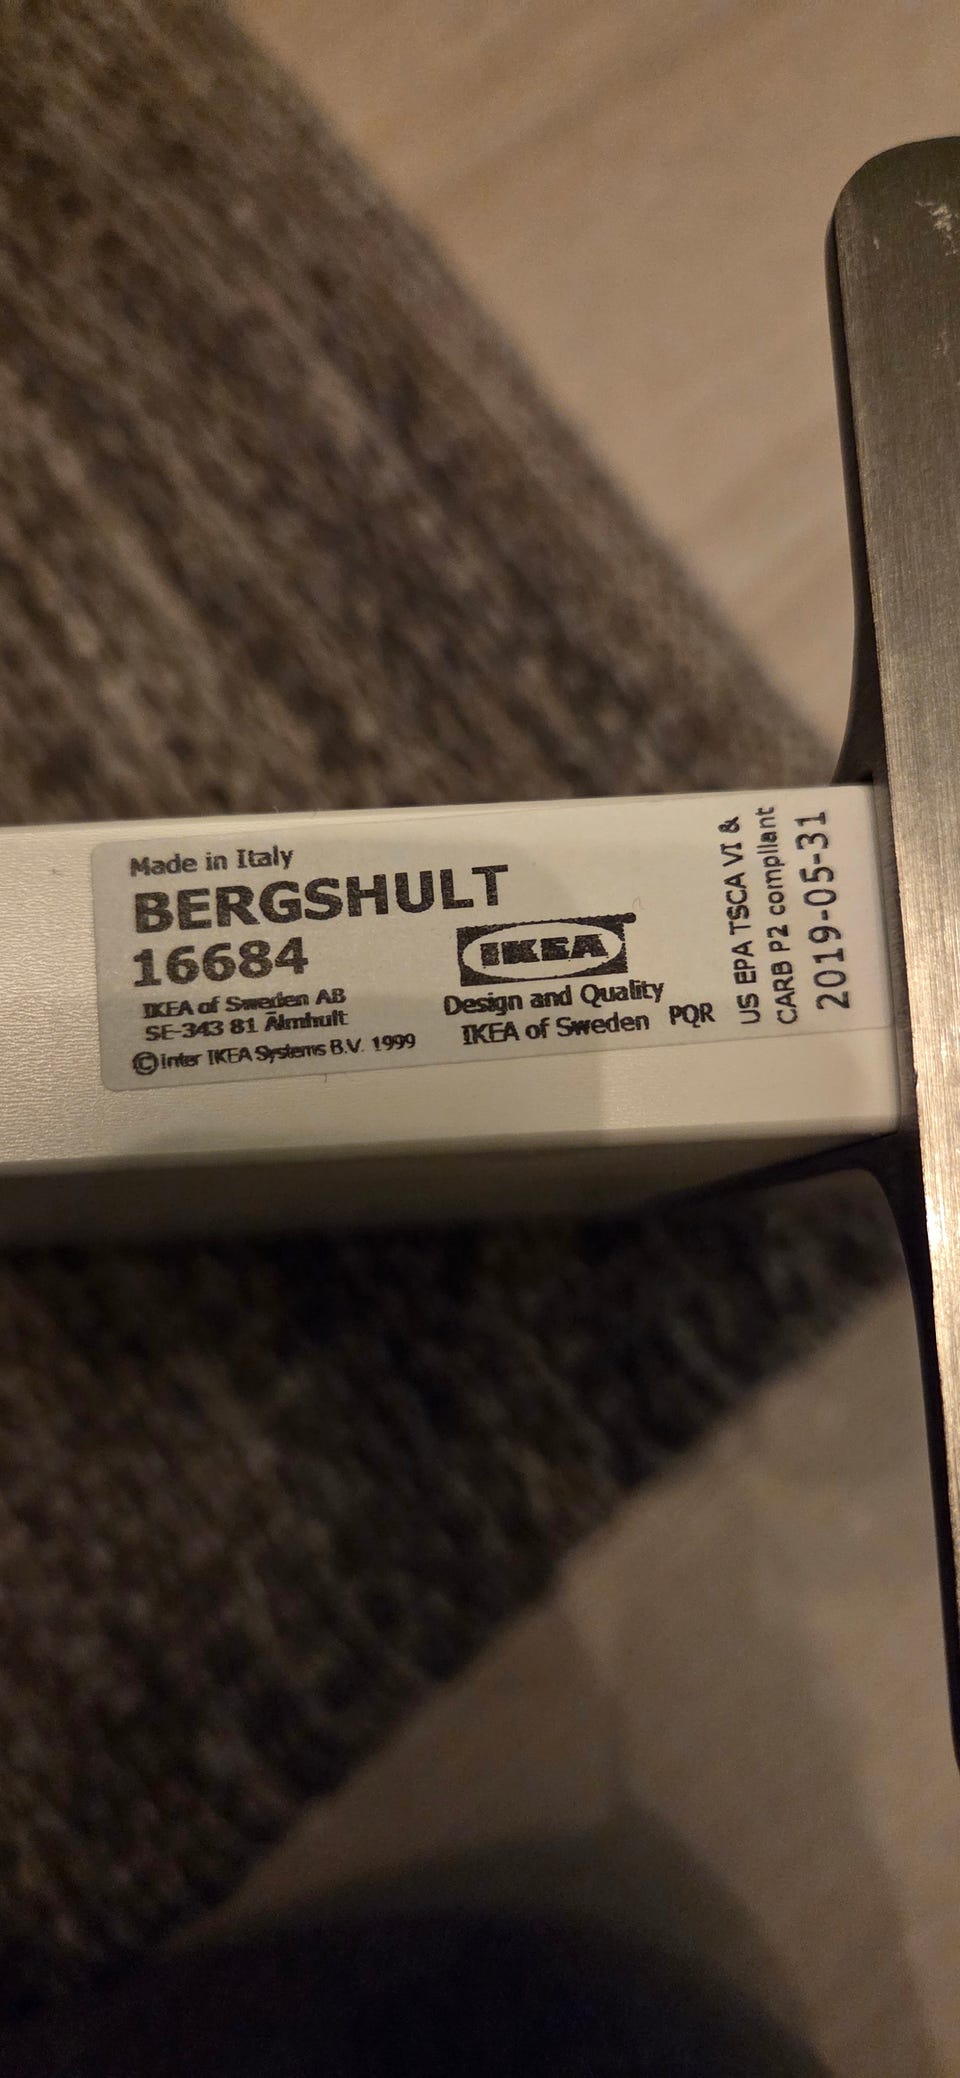 Made in Italy
BERGSHULT
16684
IKEA of Sweden AB
SE-343 81 Älmhult
© Inter IKEA Systems B.V. 1999
IKEA
Design and Quality
IKEA of Sweden
PQR
US EPA TSCA VI &
CARB P2 compliant
2019-05-31